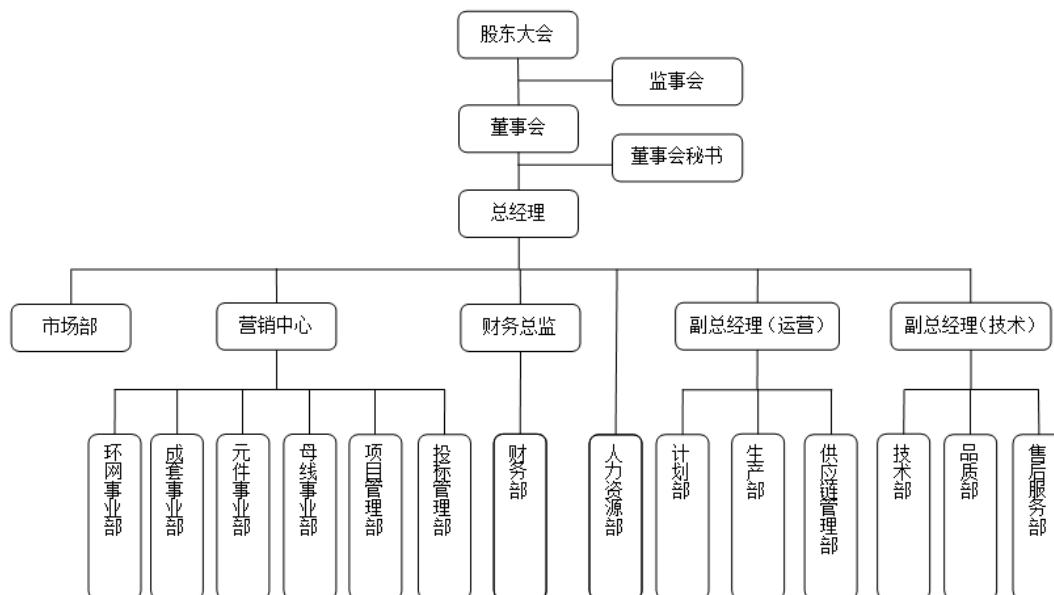 股东大会
监事会
董事会
董事会秘书
总经理
市场部
营销中心
财务总监
副总经理(运营)
副总经理(技术)
环网事业部
成套事业部
元件事业部
母线事业部
项目管理部
投标管理部
财务部
人力资源部
计划部
生产部
供应链管理部
技术部
品质部
售后服务部